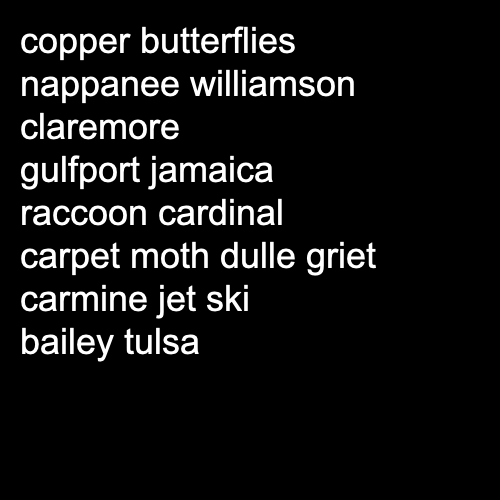 copper butterflies
nappanee williamson
claremore
gulfport jamaica
raccoon cardinal
carpet moth dulle griet
carmine jet ski
bailey tulsa